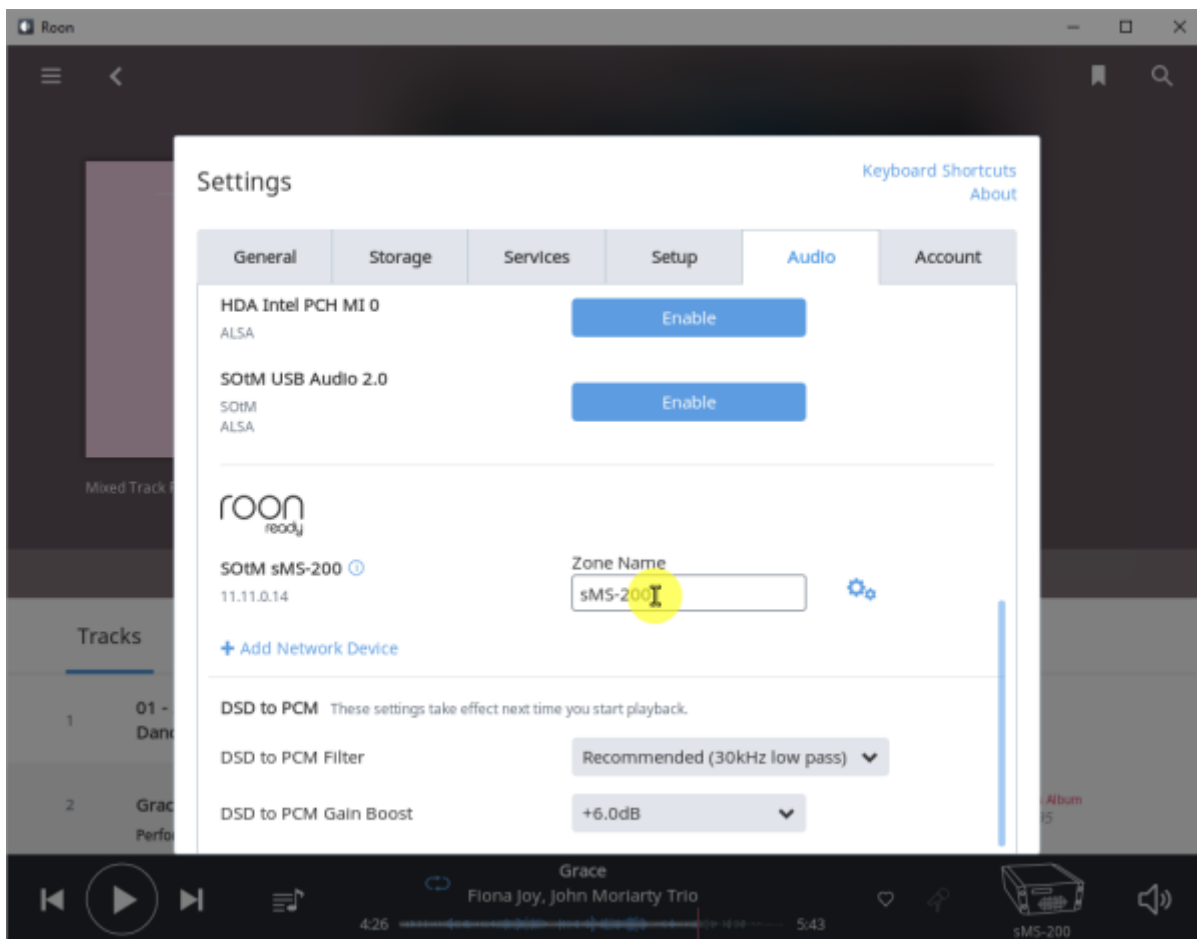 Roon
Settings
Keyboard Shortcuts
About
General Storage Services Setup Audio Account
HDA Intel PCH MI 0
ALSA
Enable
SOtM USB Audio 2.0
SOtM
ALSA
Enable
Mixed Track
roon
ready
SOtM sMS-200
11.11.0.14
Zone Name
sMS-200
+ Add Network Device
Tracks
DSD to PCM These settings take effect next time you start playback.
1
01 -
DSD to PCM Filter
Recommended (30kHz low pass)
2
Grac
Perfo
DSD to PCM Gain Boost
+6.0dB
Album
Grace
Fiona Joy, John Moriarty Trio
4:26
5:43
sMS-200